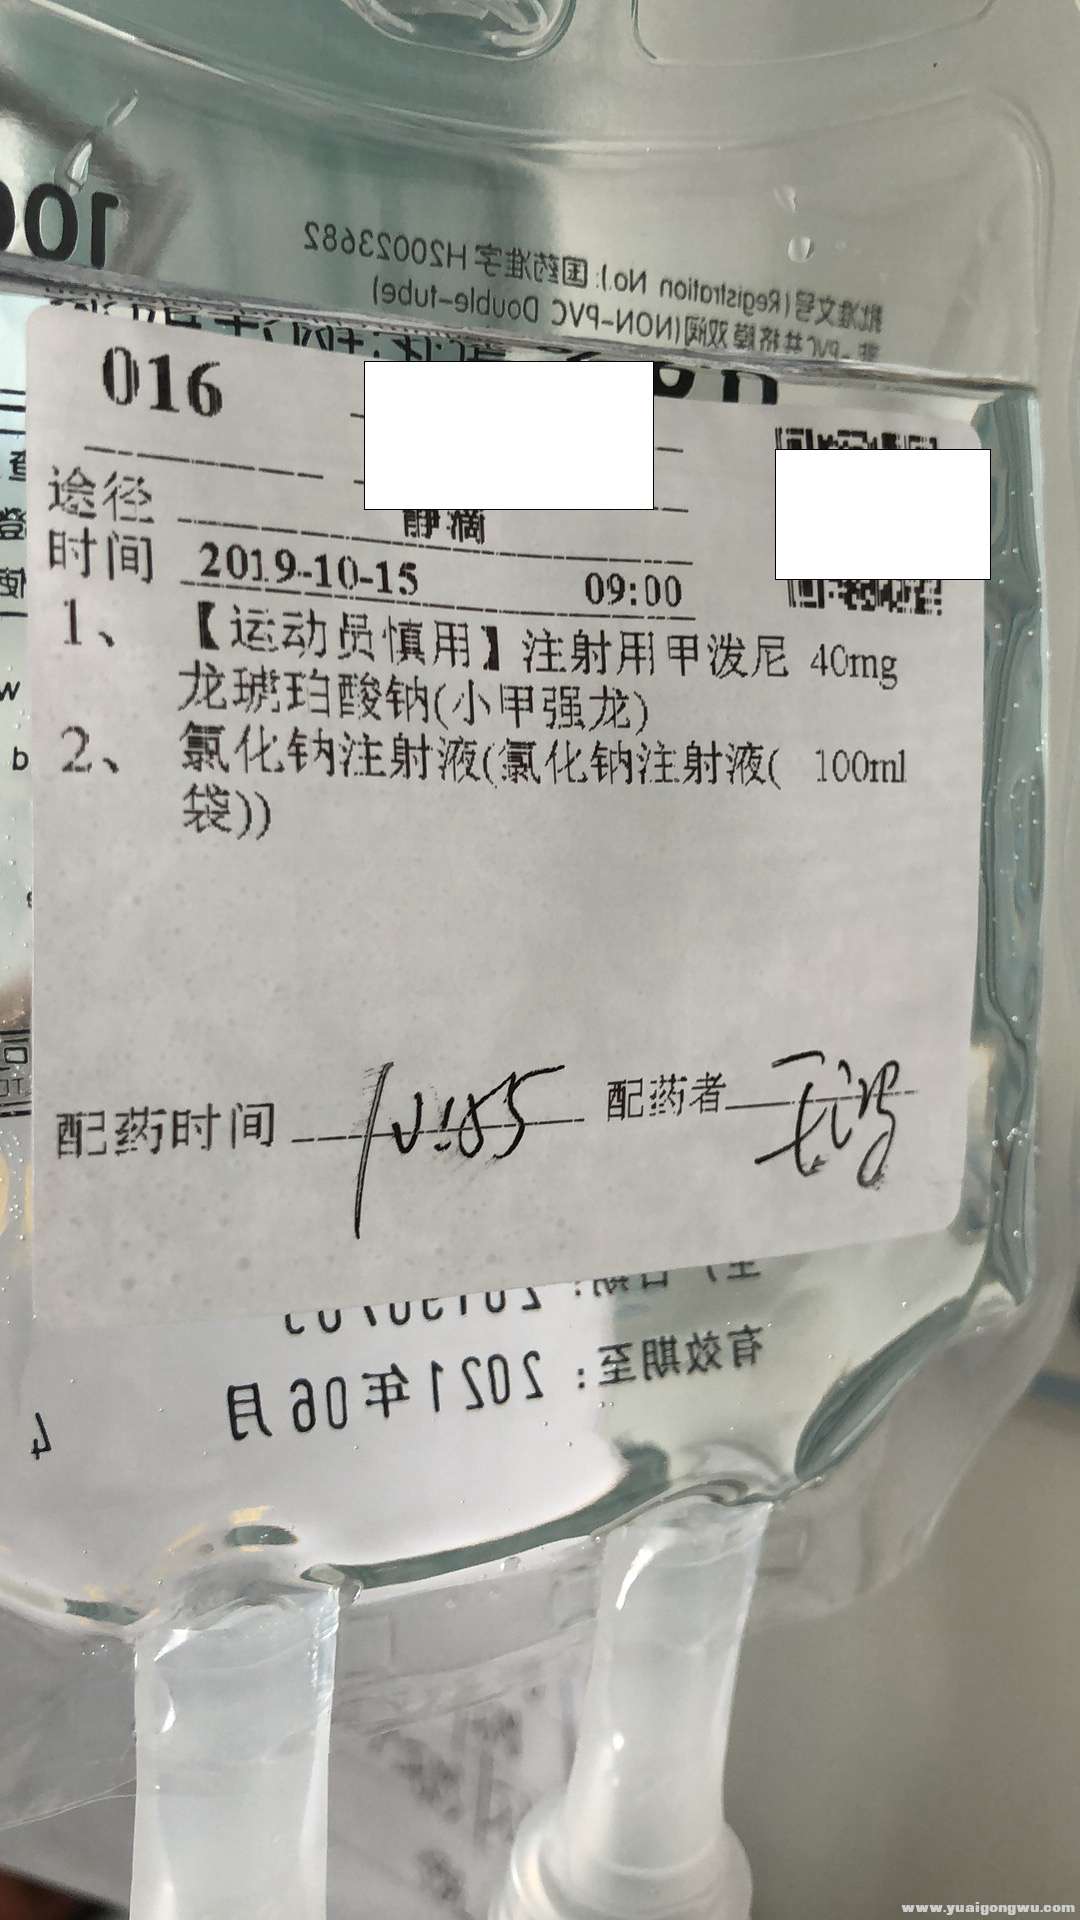 100
批准文号(Registration No.): 国药准字H20023682
非-PVC共挤膜双阀(NON-PVC Double-tube)
016
途径 静滴
时间 2019-10-15 09:00
1、 【运动员慎用】注射用甲泼尼 40mg
龙琥珀酸钠(小甲强龙)
2、 氯化钠注射液(氯化钠注射液( 100ml
袋))
配药时间
配药者
有效期至: 2021年06月
www.yuaigongwu.com